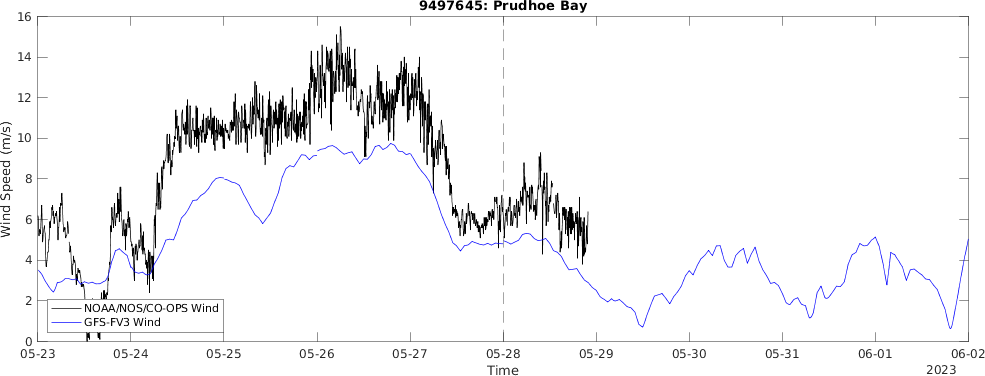 9497645: Prudhoe Bay
16
14
12
10
8
6
4
2
0
Wind Speed (m/s)
NOAA/NOS/CO-OPS Wind
GFS-FV3 Wind
05-23 05-24 05-25 05-26 05-27 05-28 05-29 05-30 05-31 06-01 06-02
Time
2023